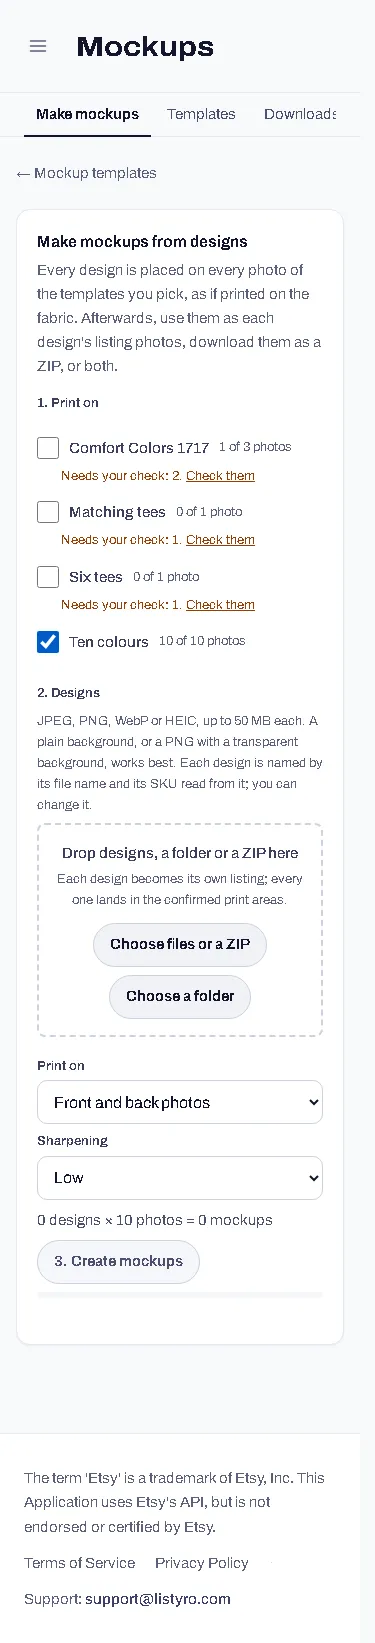 Mockups
Make mockups
Templates
Downloads
← Mockup templates
Make mockups from designs
Every design is placed on every photo of
the templates you pick, as if printed on the
fabric. Afterwards, use them as each
design's listing photos, download them as a
ZIP, or both.
1. Print on
Comfort Colors 1717 1 of 3 photos
Needs your check: 2. Check them
Matching tees 0 of 1 photo
Needs your check: 1. Check them
Six tees 0 of 1 photo
Needs your check: 1. Check them
Ten colours 10 of 10 photos
2. Designs
JPEG, PNG, WebP or HEIC, up to 50 MB each. A
plain background, or a PNG with a transparent
background, works best. Each design is named by
its file name and its SKU read from it; you can
change it.
Drop designs, a folder or a ZIP here
Each design becomes its own listing; every
one lands in the confirmed print areas.
Choose files or a ZIP
Choose a folder
Print on
Front and back photos
Sharpening
Low
0 designs × 10 photos = 0 mockups
3. Create mockups
The term 'Etsy' is a trademark of Etsy, Inc. This
Application uses Etsy's API, but is not
endorsed or certified by Etsy.
Terms of Service Privacy Policy
Support: support@listyro.com